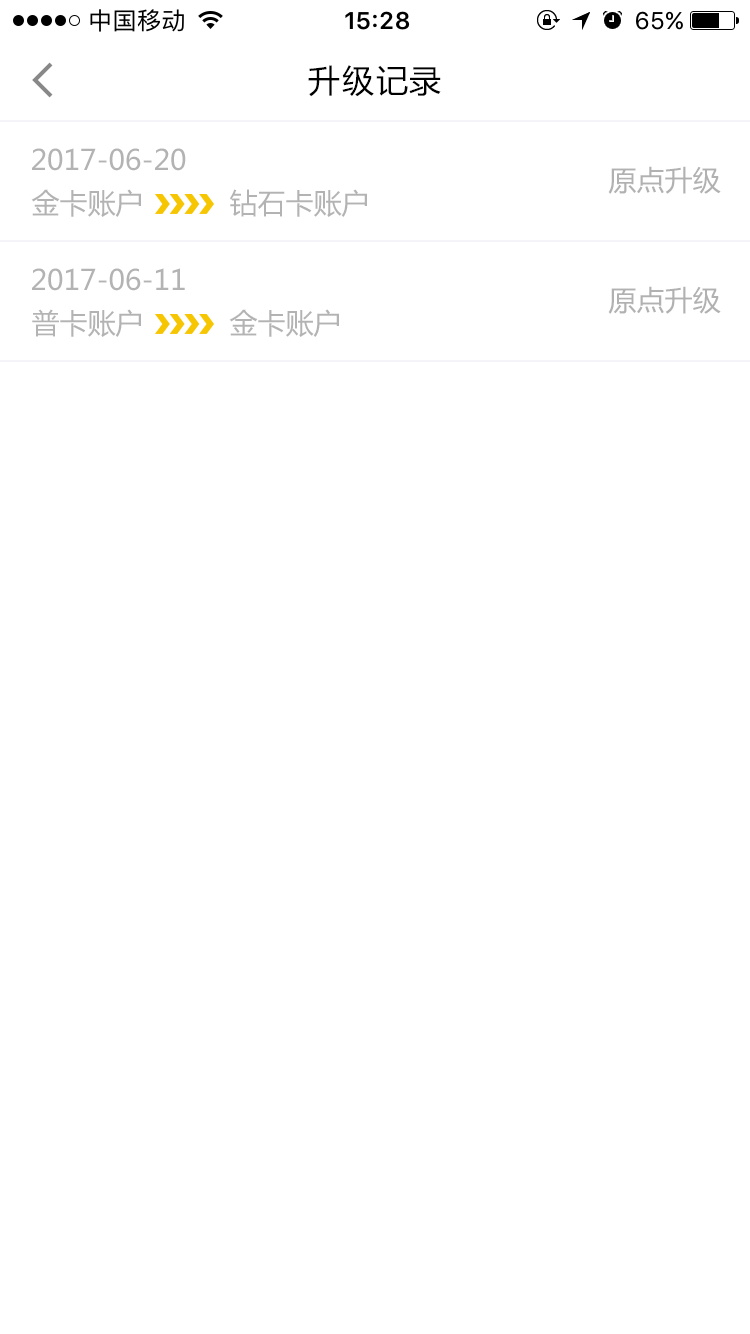 中国移动
15:28
65%
升级记录
2017-06-20
金卡账户 钻石卡账户
原点升级
2017-06-11
普卡账户 金卡账户
原点升级